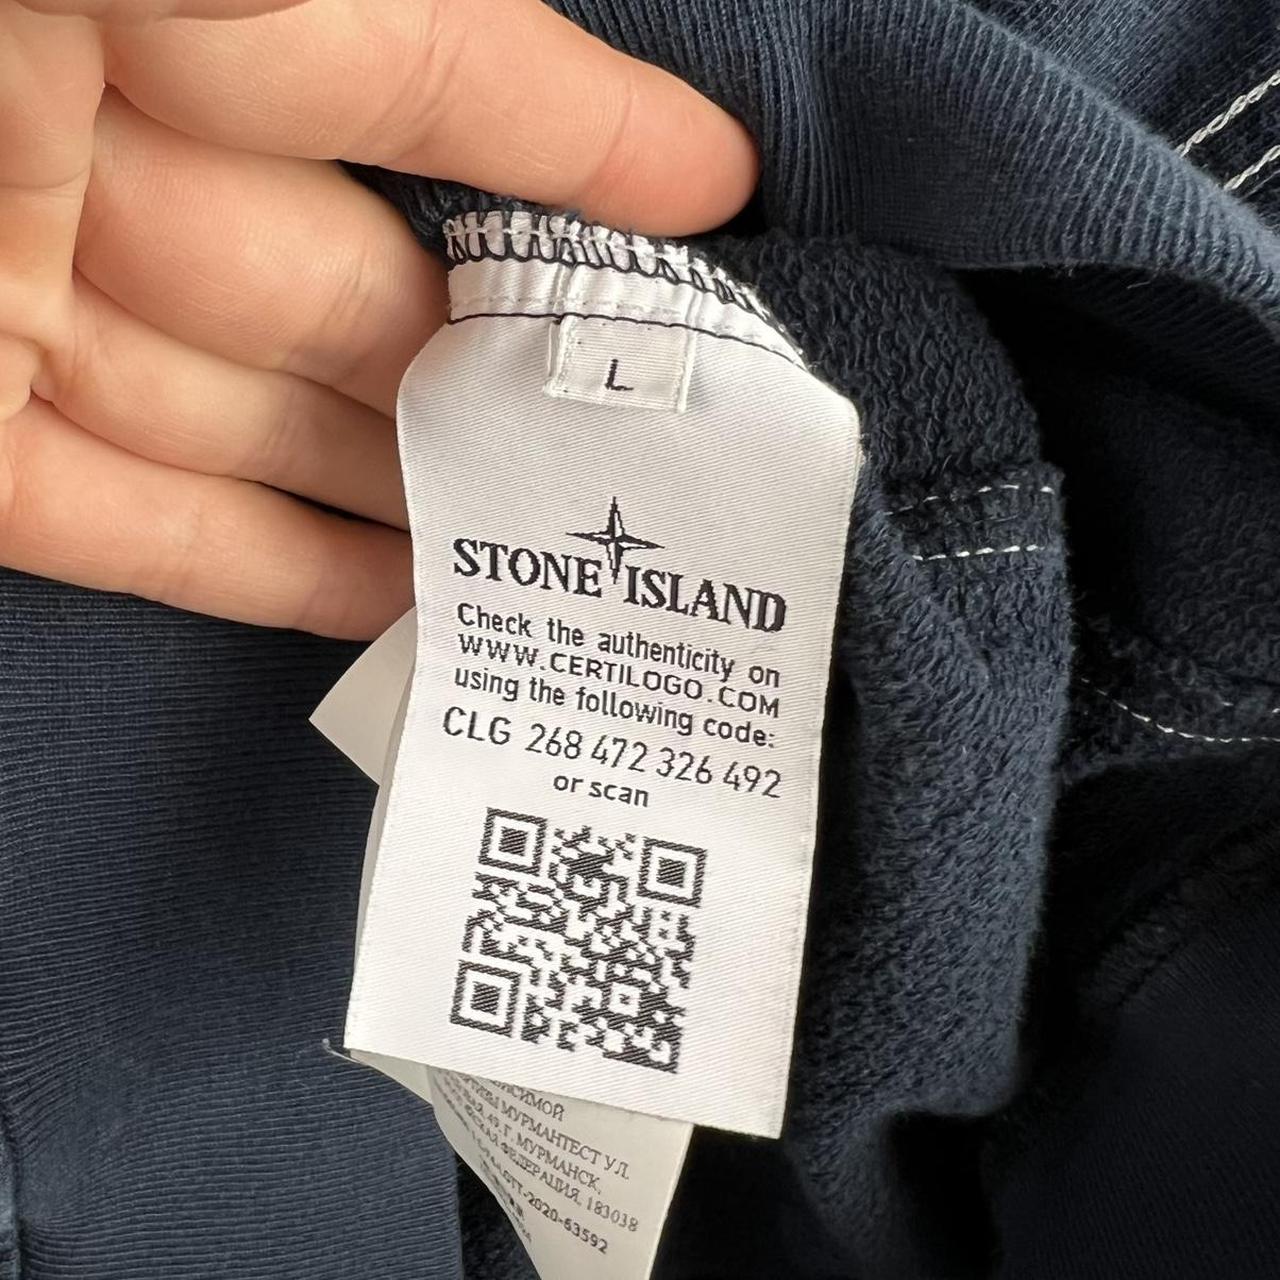 L
STONE ISLAND
Check the authenticity on
WWW.CERTILOGO.COM
using the following code:
CLG 268 472 326 492
or scan
МУРМАНТЕСТ УЛ.
49, Г. МУРМАНСК,
ФЕДЕРАЦИЯ, 183038
2020-63592